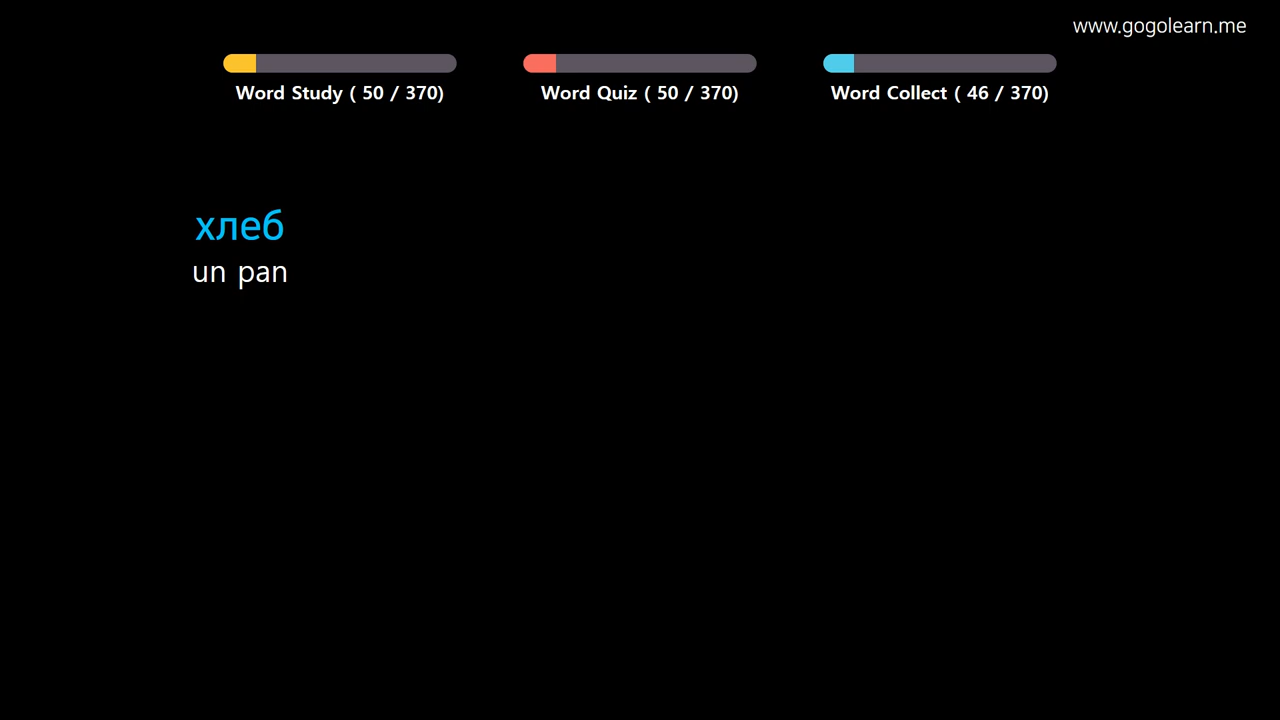 www.gogolearn.me
Word Study ( 50 / 370)
Word Quiz ( 50 / 370)
Word Collect ( 46 / 370)
хлеб
un pan